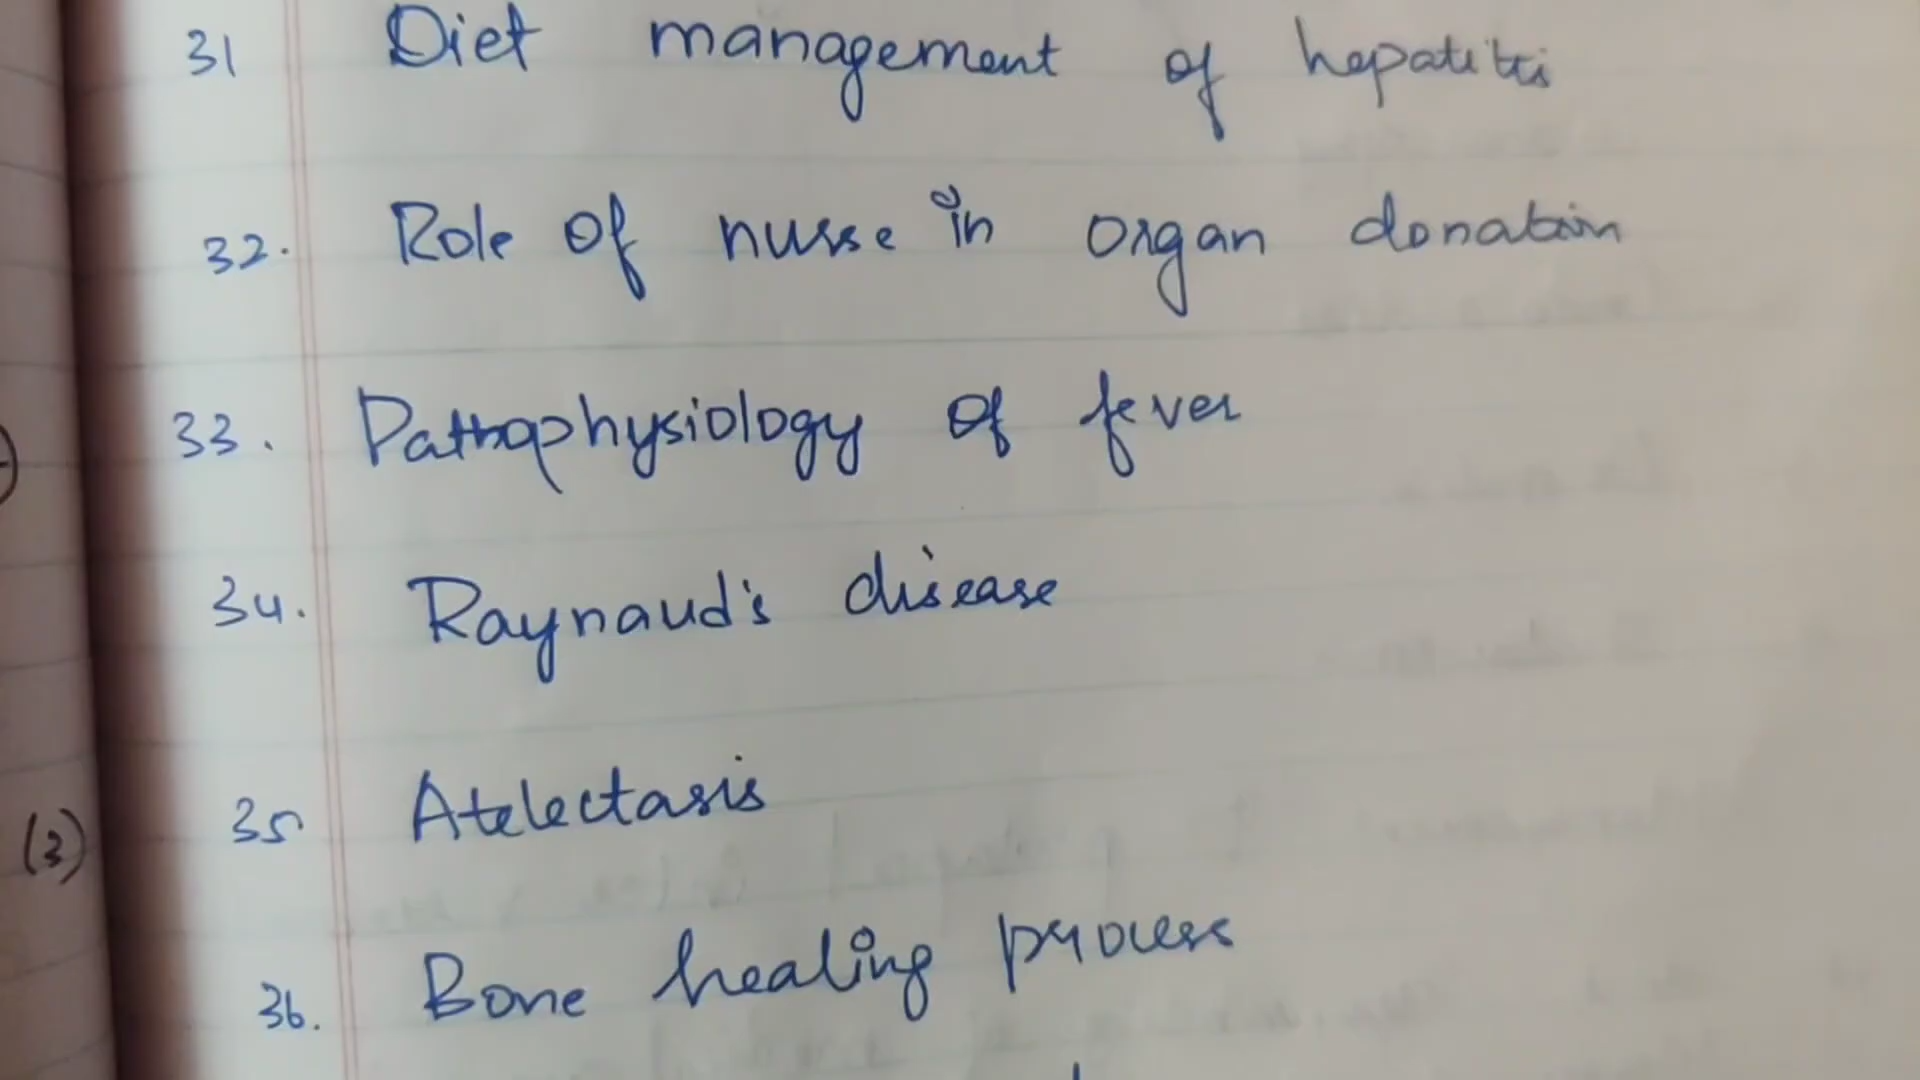 31 Diet management of hepatitis
32. Role of nurse in organ donation
33. Pathophysiology of fever
34. Raynaud's disease
35 Atelectasis
(3)
36. Bone healing process